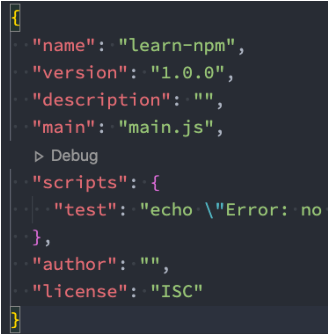 {
"name": "learn-npm",
"version": "1.0.0",
"description": "",
"main": "main.js",
Debug
"scripts": {
"test": "echo \"Error: no
},
"author": "",
"license": "ISC"
}